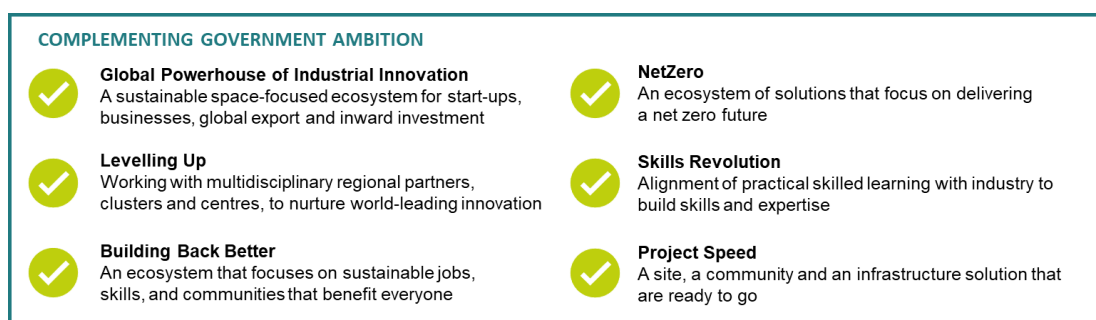 COMPLEMENTING GOVERNMENT AMBITION
Global Powerhouse of Industrial Innovation
A sustainable space-focused ecosystem for start-ups,
businesses, global export and inward investment
Levelling Up
Working with multidisciplinary regional partners,
clusters and centres, to nurture world-leading innovation
Building Back Better
An ecosystem that focuses on sustainable jobs,
skills, and communities that benefit everyone
NetZero
An ecosystem of solutions that focus on delivering
a net zero future
Skills Revolution
Alignment of practical skilled learning with industry to
build skills and expertise
Project Speed
A site, a community and an infrastructure solution that
are ready to go